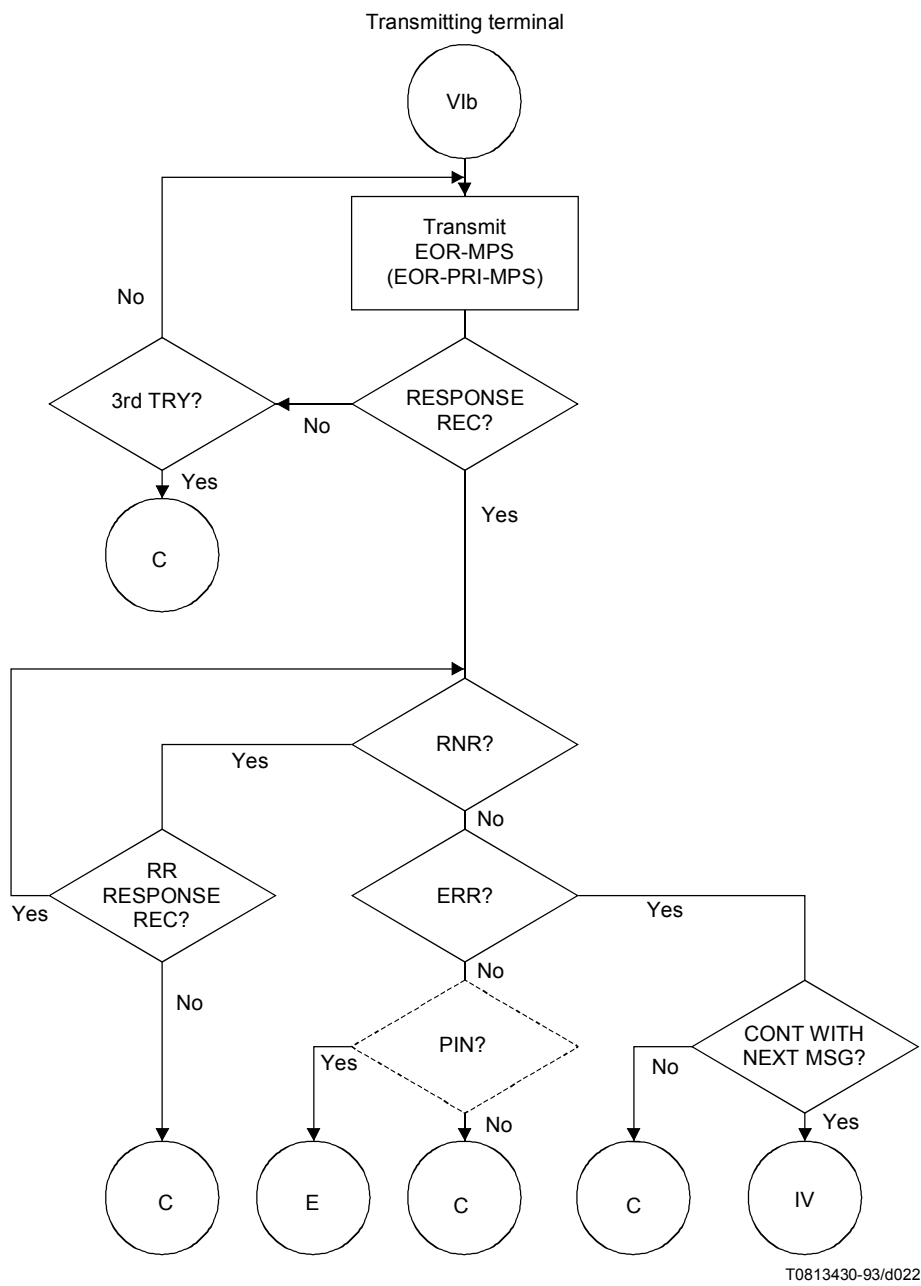 Transmitting terminal
VIb
Transmit
EOR-MPS
(EOR-PRI-MPS)
No
3rd TRY?
No
RESPONSE
REC?
Yes
Yes
C
RNR?
Yes
No
RR
RESPONSE
REC?
Yes
ERR?
Yes
No
No
PIN?
Yes
CONT WITH
NEXT MSG?
No
No
Yes
C
E
C
C
IV
T0813430-93/d022